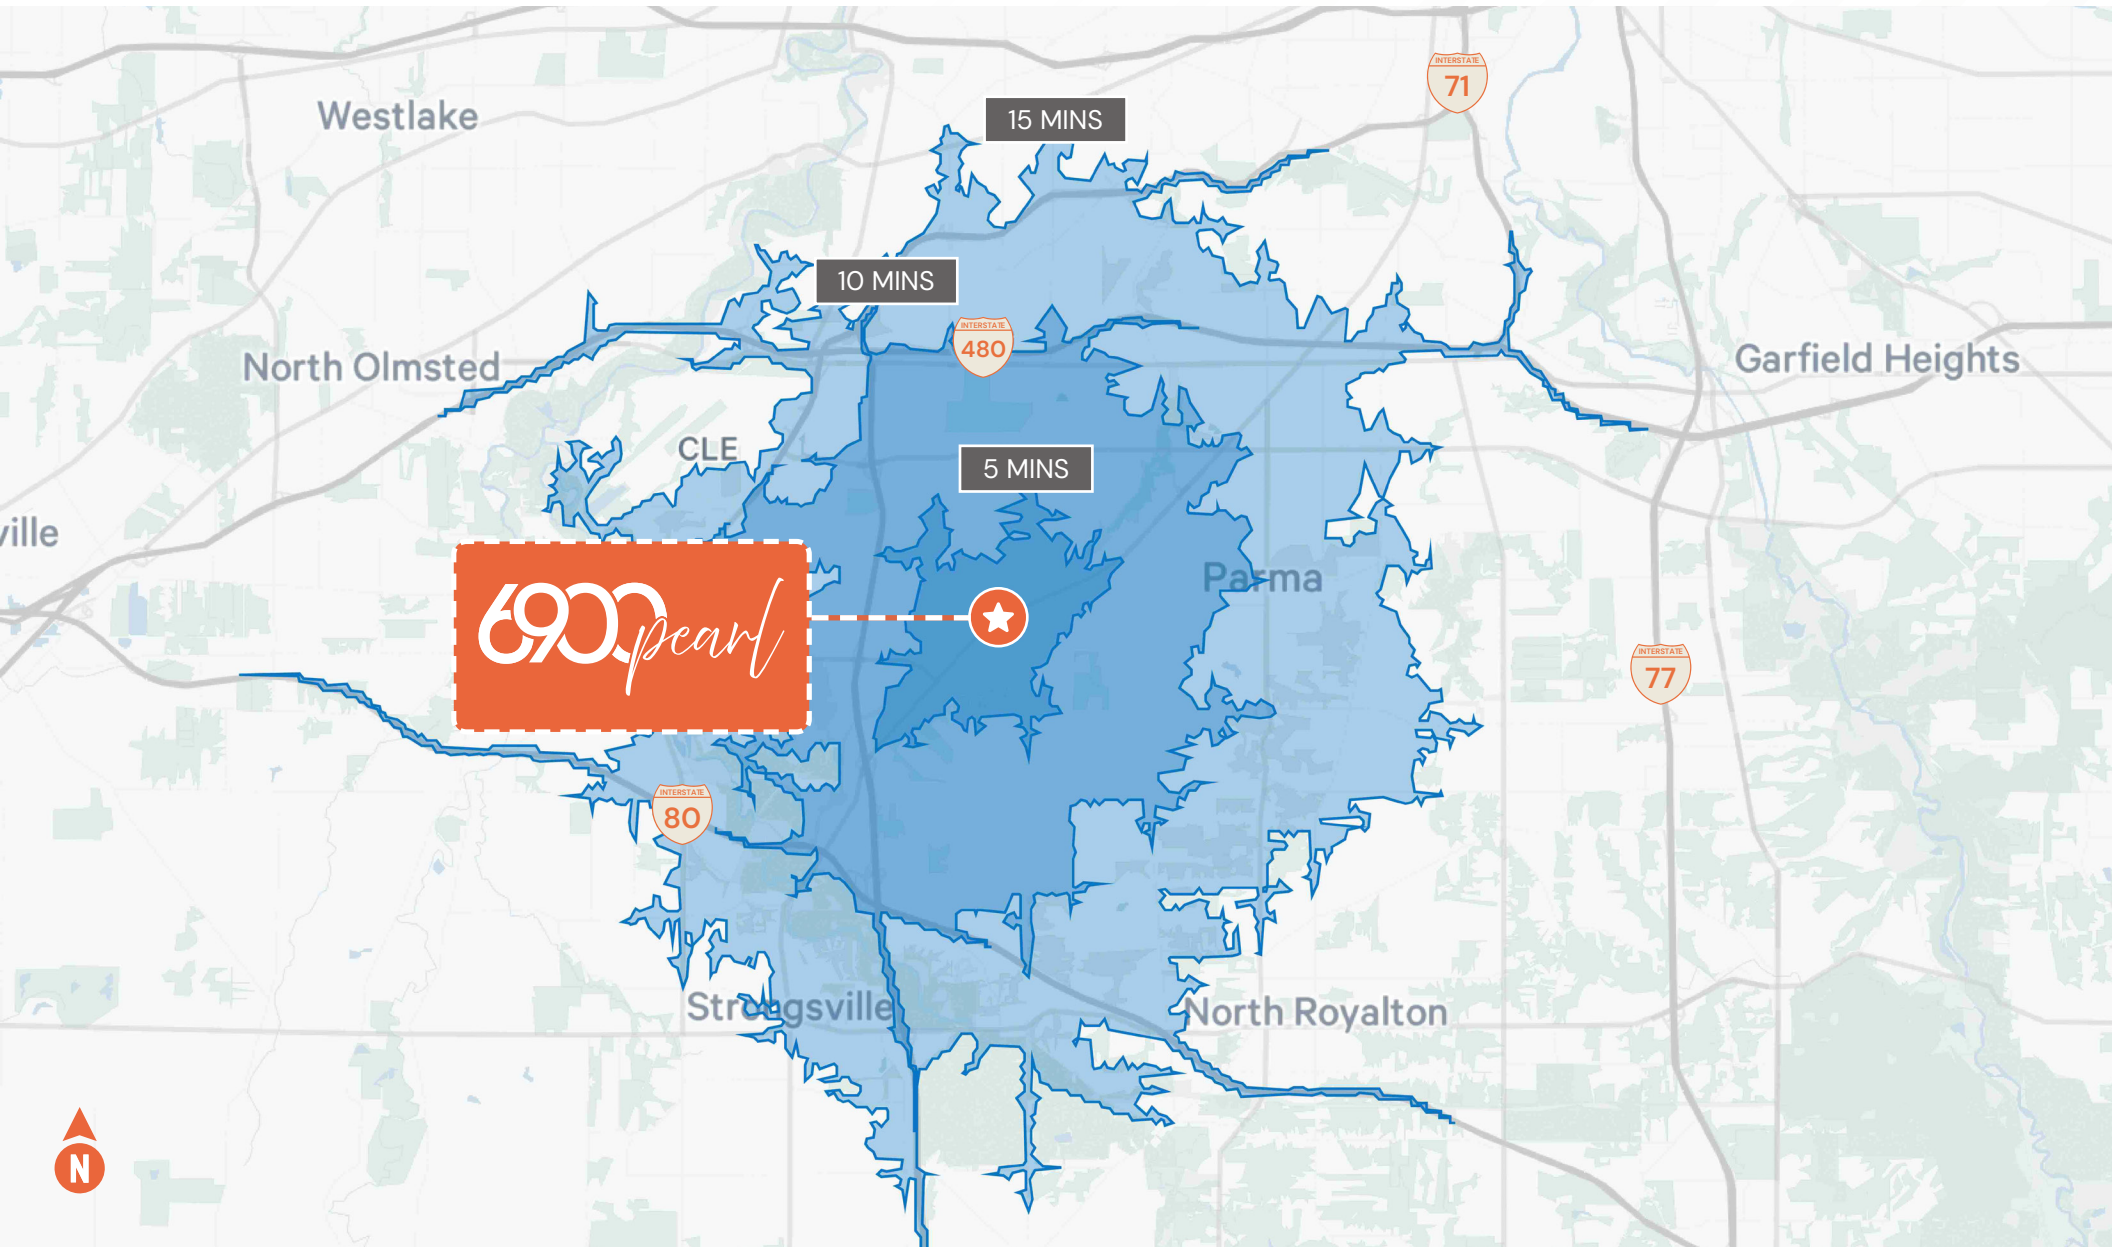 INTERSTATE
71
Westlake
15 MINS
10 MINS
INTERSTATE
480
Garfield Heights
North Olmsted
CLE
5 MINS
ville
Parma
6900 pearl
INTERSTATE
77
INTERSTATE
80
Strongsville
North Royalton
N